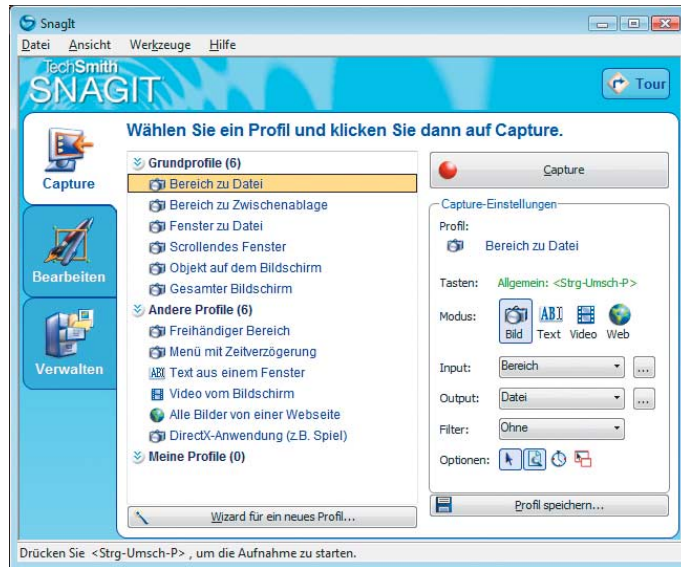 SnagIt
Datei Ansicht Werkzeuge Hilfe
TechSmith
SNAGIT
Tour
Capture
Bearbeiten
Verwalten
Wählen Sie ein Profil und klicken Sie dann auf Capture.
Grundprofile (6)
Bereich zu Datei
Bereich zu Zwischenablage
Fenster zu Datei
Scrollendes Fenster
Objekt auf dem Bildschirm
Gesamter Bildschirm
Andere Profile (6)
Freihändiger Bereich
Menü mit Zeitverzögerung
ABI Text aus einem Fenster
Video vom Bildschirm
Alle Bilder von einer Webseite
DirectX-Anwendung (z.B. Spiel)
Meine Profile (0)
Wizard für ein neues Profil...
Capture
Capture-Einstellungen
Profil:
Bereich zu Datei
Tasten: Allgemein: <Strg-Umsch-P>
ABI
Modus: Bild Text Video Web
Input: Bereich ...
Output: Datei ...
Filter: Ohne
Optionen:
Profil speichern...
Drücken Sie <Strg-Umsch-P> , um die Aufnahme zu starten.